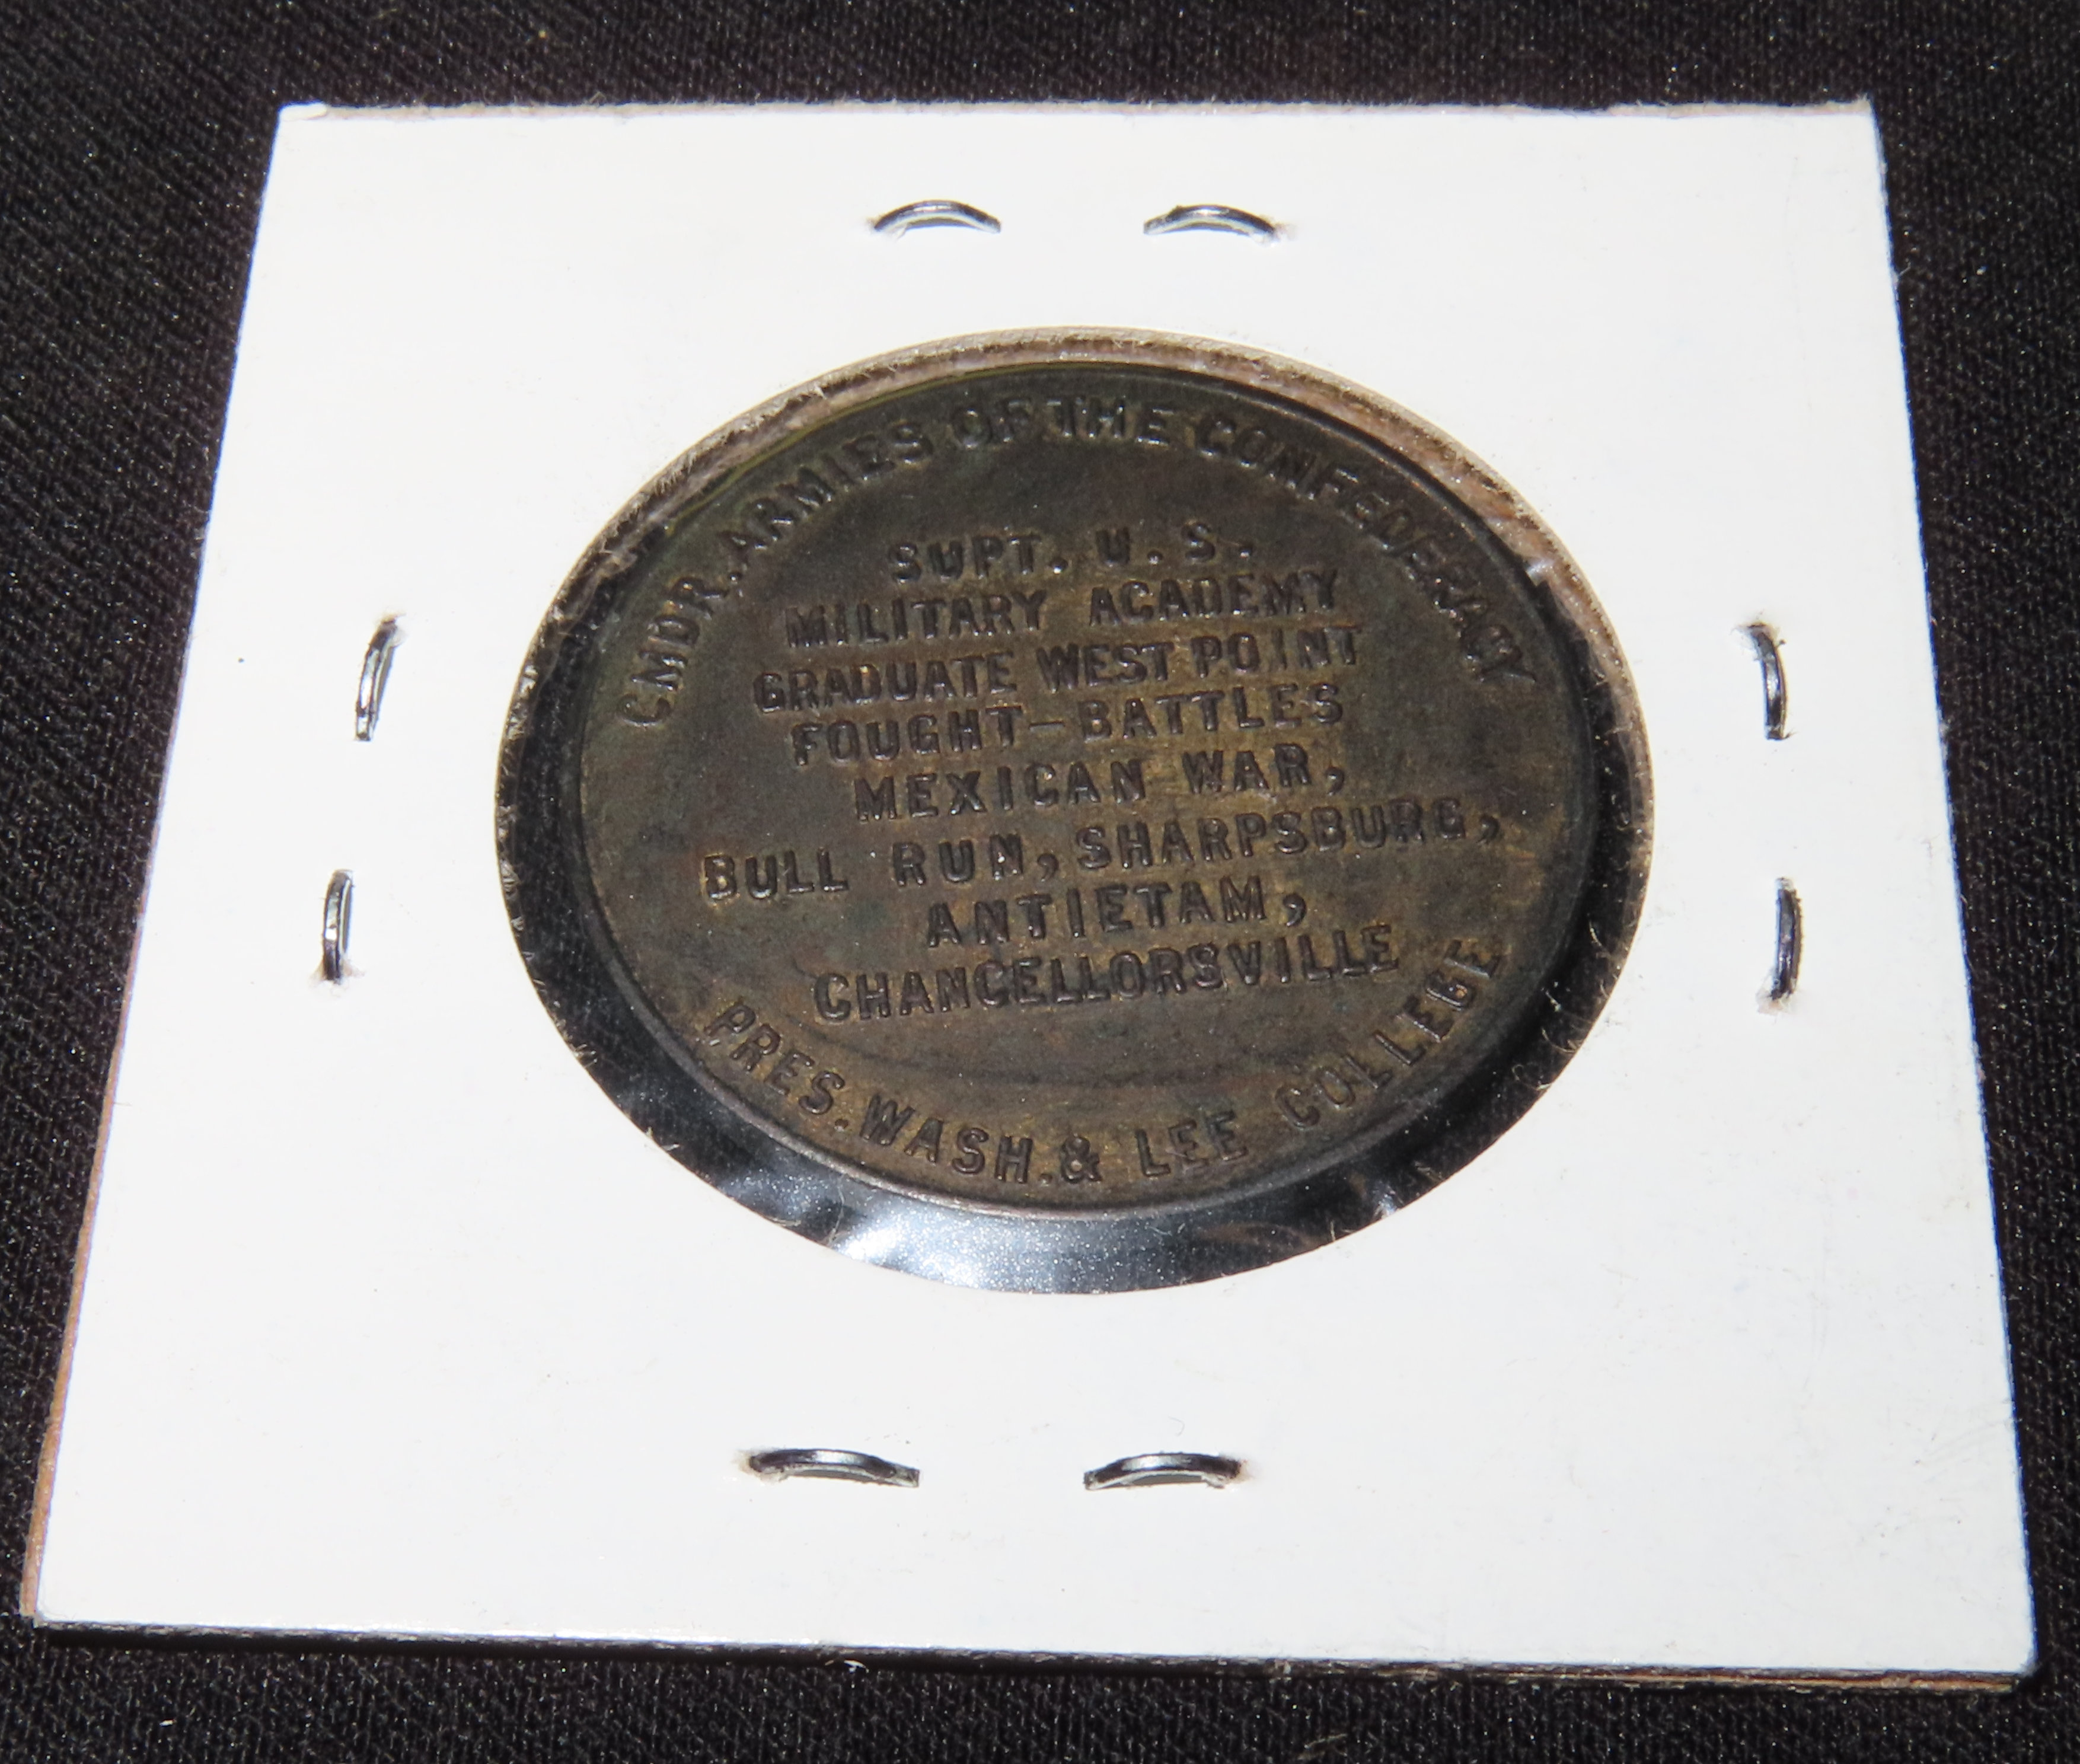 CMDR. ARMIES OF THE CONFEDERACY
SUPT. U. S.
MILITARY ACADEMY
GRADUATE WEST POINT
FOUGHT–BATTLES
MEXICAN WAR,
BULL RUN, SHARPSBURG,
ANTIETAM,
CHANCELLORSVILLE
PRES. WASH. & LEE COLLEGE